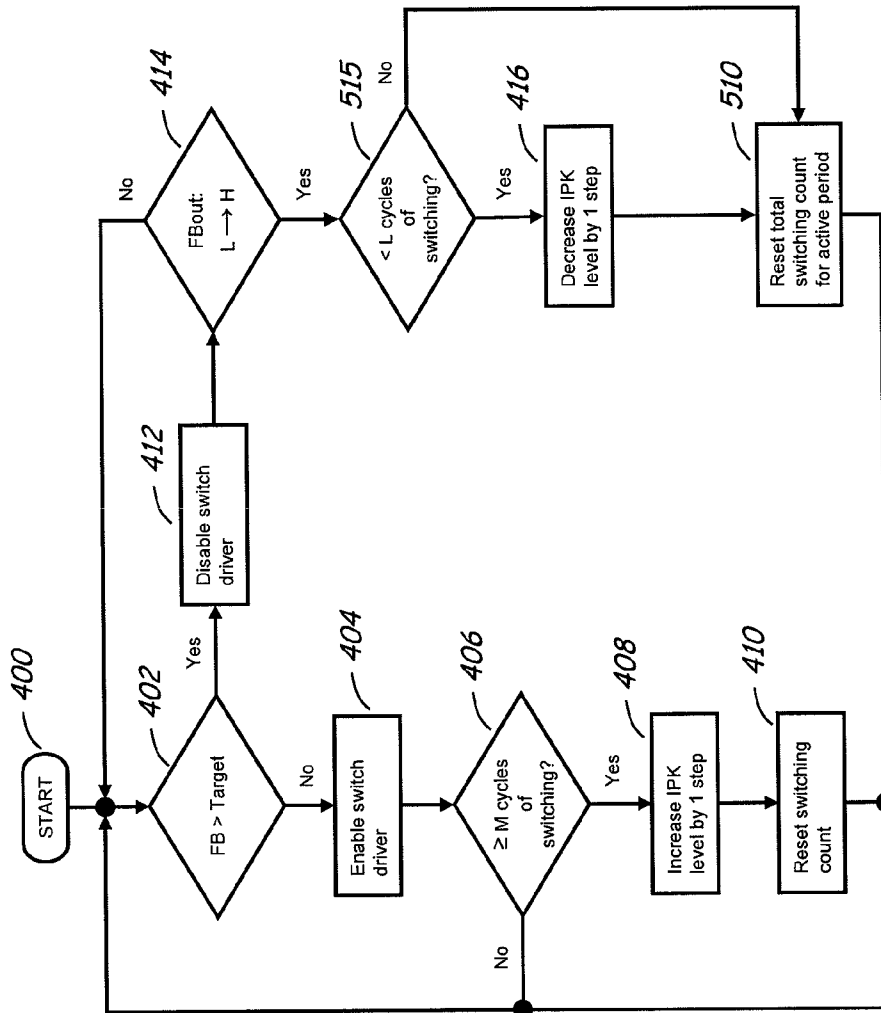 START
400
FB > Target
402
Yes
No
Disable switch
driver
412
FBout:
L → H
414
No
Yes
Enable switch
driver
404
≥ M cycles
of
switching?
406
No
Yes
Increase IPK
level by 1 step
408
Reset switching
count
410
< L cycles
of
switching?
515
No
Yes
Decrease IPK
level by 1 step
416
Reset total
switching count
for active period
510